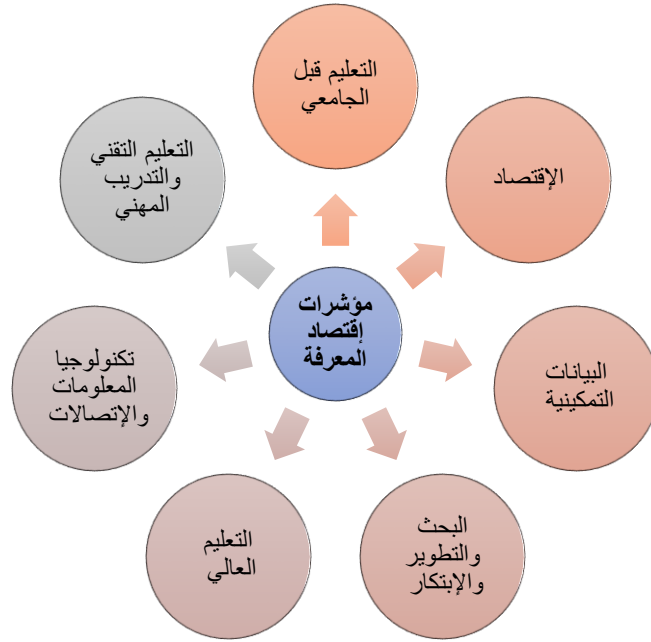 التعليم قبل
الجامعي
الإقتصاد
البيانات
التمكينية
البحث
والتطوير
والإبتكار
التعليم
العالي
تكنولوجيا
المعلومات
والإتصالات
التعليم التقني
والتدريب
المهني
مؤشرات
إقتصاد
المعرفة